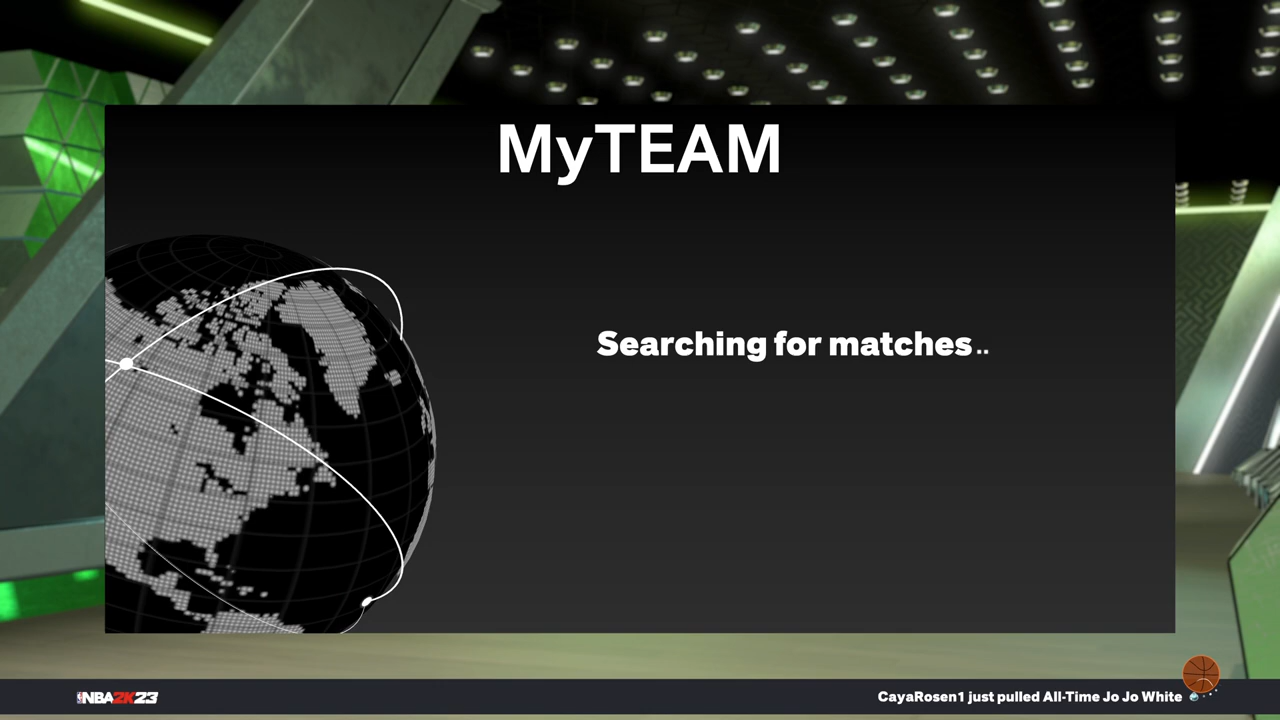 MyTEAM
Searching for matches..
NBA2K23
CayaRosen1 just pulled All-Time Jo Jo White